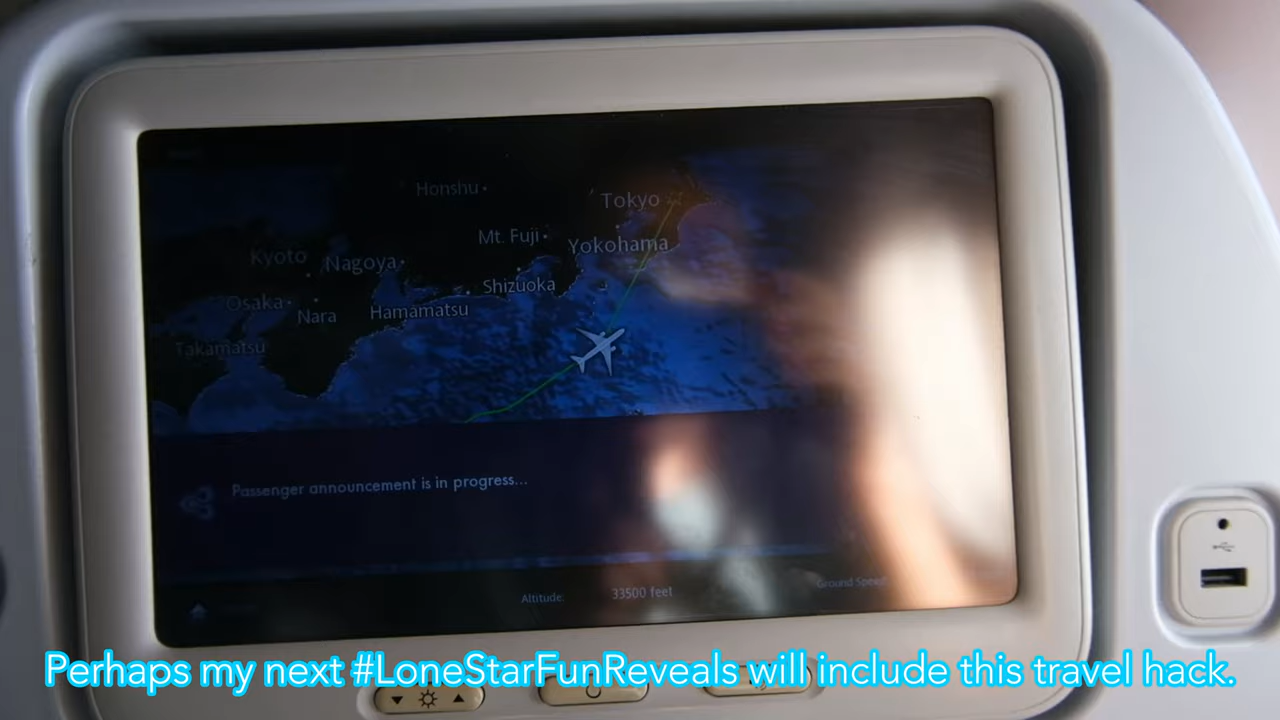 Honshu
Tokyo
Mt. Fuji
Yokohama
Kyoto
Nagoya
Shizuoka
Osaka
Nara
Hamamatsu
Takamatsu
Passenger announcement is in progress...
Altitude: 33500 feet
Ground Speed
Perhaps my next #LoneStarFunReveals will include this travel hack.